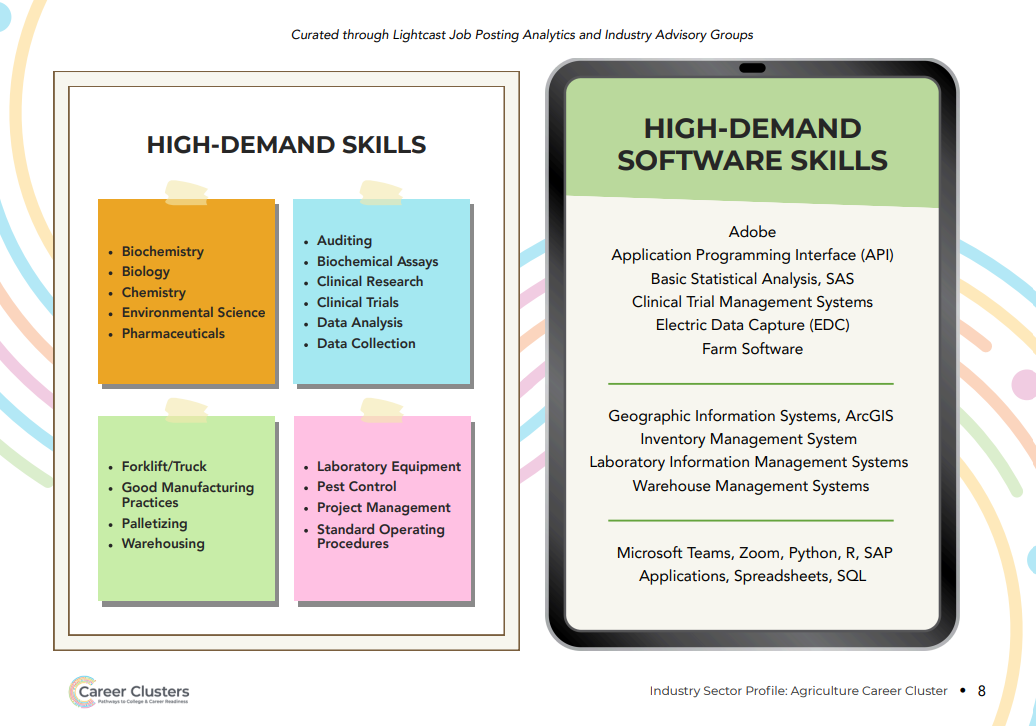 Curated through Lightcast Job Posting Analytics and Industry Advisory Groups
HIGH-DEMAND SKILLS
• Biochemistry
• Biology
• Chemistry
• Environmental Science
• Pharmaceuticals
• Auditing
• Biochemical Assays
• Clinical Research
• Clinical Trials
• Data Analysis
• Data Collection
• Forklift/Truck
• Good Manufacturing
Practices
• Palletizing
• Warehousing
• Laboratory Equipment
• Pest Control
• Project Management
• Standard Operating
Procedures
HIGH-DEMAND
SOFTWARE SKILLS
Adobe
Application Programming Interface (API)
Basic Statistical Analysis, SAS
Clinical Trial Management Systems
Electric Data Capture (EDC)
Farm Software
Geographic Information Systems, ArcGIS
Inventory Management System
Laboratory Information Management Systems
Warehouse Management Systems
Microsoft Teams, Zoom, Python, R, SAP
Applications, Spreadsheets, SQL
Career Clusters
Pathways to College & Career Readiness
Industry Sector Profile: Agriculture Career Cluster • 8